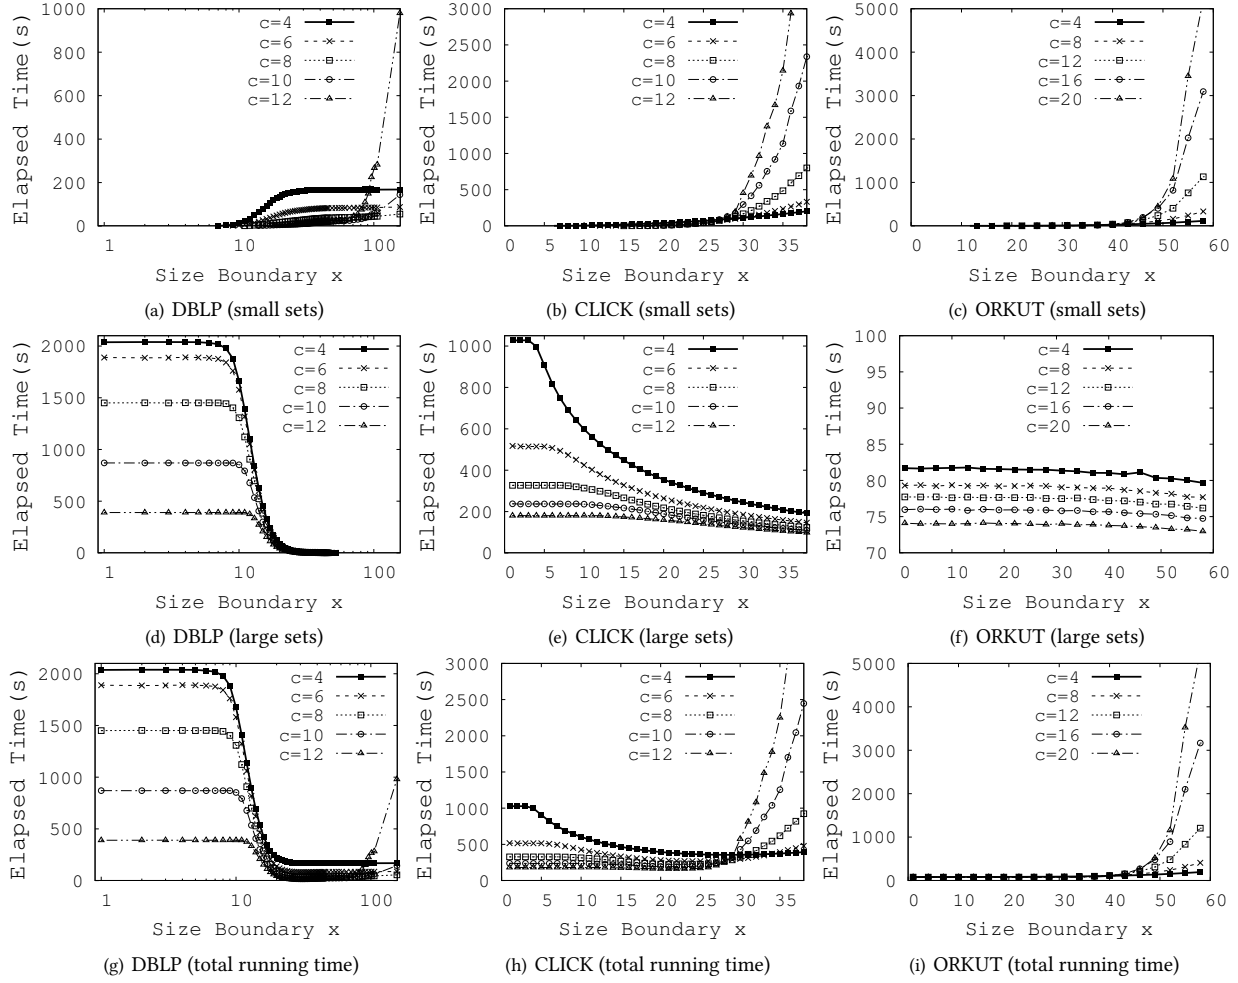 Elapsed Time(s)
1000
800
600
400
200
0
c=4
c=6
c=8
c=10
c=12
1 10 100
Size Boundary x
(a) DBLP (small sets)
Elapsed Time(s)
3000
2500
2000
1500
1000
500
0
c=4
c=6
c=8
c=10
c=12
0 5 10 15 20 25 30 35
Size Boundary x
(b) CLICK (small sets)
Elapsed Time(s)
5000
4000
3000
2000
1000
0
c=4
c=8
c=12
c=16
c=20
0 10 20 30 40 50 60
Size Boundary x
(c) ORKUT (small sets)
Elapsed Time(s)
2000
1500
1000
500
0
c=4
c=6
c=8
c=10
c=12
1 10 100
Size Boundary x
(d) DBLP (large sets)
Elapsed Time(s)
1000
800
600
400
200
0
c=4
c=6
c=8
c=10
c=12
0 5 10 15 20 25 30 35
Size Boundary x
(e) CLICK (large sets)
Elapsed Time(s)
100
95
90
85
80
75
70
c=4
c=8
c=12
c=16
c=20
0 10 20 30 40 50 60
Size Boundary x
(f) ORKUT (large sets)
Elapsed Time(s)
2000
1500
1000
500
0
c=4
c=6
c=8
c=10
c=12
1 10 100
Size Boundary x
(g) DBLP (total running time)
Elapsed Time(s)
3000
2500
2000
1500
1000
500
0
c=4
c=6
c=8
c=10
c=12
0 5 10 15 20 25 30 35
Size Boundary x
(h) CLICK (total running time)
Elapsed Time(s)
5000
4000
3000
2000
1000
0
c=4
c=8
c=12
c=16
c=20
0 10 20 30 40 50 60
Size Boundary x
(i) ORKUT (total running time)